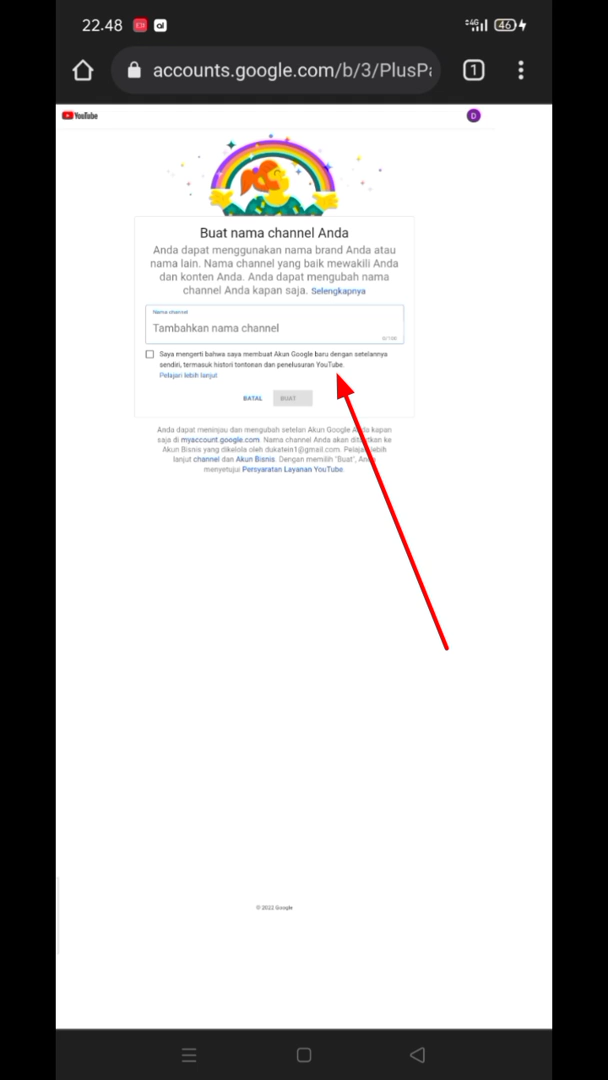 22.48
46
accounts.google.com/b/3/PlusPa
1
YouTube
D
Buat nama channel Anda
Anda dapat menggunakan nama brand Anda atau
nama lain. Nama channel yang baik mewakili Anda
dan konten Anda. Anda dapat mengubah nama
channel Anda kapan saja. Selengkapnya
Nama channel
Tambahkan nama channel
0/100
Saya mengerti bahwa saya membuat Akun Google baru dengan setelannya
sendiri, termasuk histori tontonan dan penelusuran YouTube.
Pelajari lebih lanjut
BATAL BUAT
Anda dapat meninjau dan mengubah setelan Akun Google Anda kapan
saja di myaccount.google.com. Nama channel Anda akan ditautkan ke
Akun Bisnis yang dikelola oleh dukatein1@gmail.com. Pelajari lebih
lanjut channel dan Akun Bisnis. Dengan memilih "Buat", Anda
menyetujui Persyaratan Layanan YouTube.
© 2022 Google